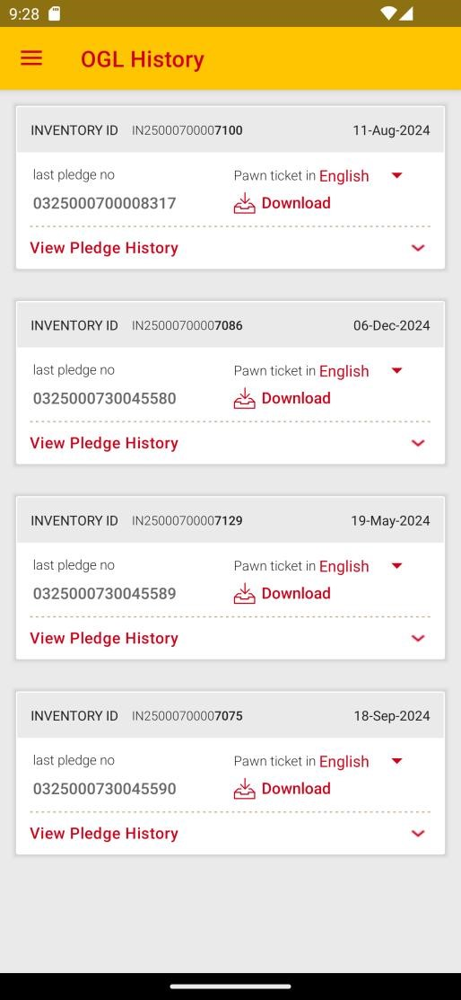 9:28
OGL History
INVENTORY ID IN25000700007100 11-Aug-2024
last pledge no Pawn ticket in English
0325000700008317 Download
View Pledge History
INVENTORY ID IN25000700007086 06-Dec-2024
last pledge no Pawn ticket in English
0325000730045580 Download
View Pledge History
INVENTORY ID IN25000700007129 19-May-2024
last pledge no Pawn ticket in English
0325000730045589 Download
View Pledge History
INVENTORY ID IN25000700007075 18-Sep-2024
last pledge no Pawn ticket in English
0325000730045590 Download
View Pledge History